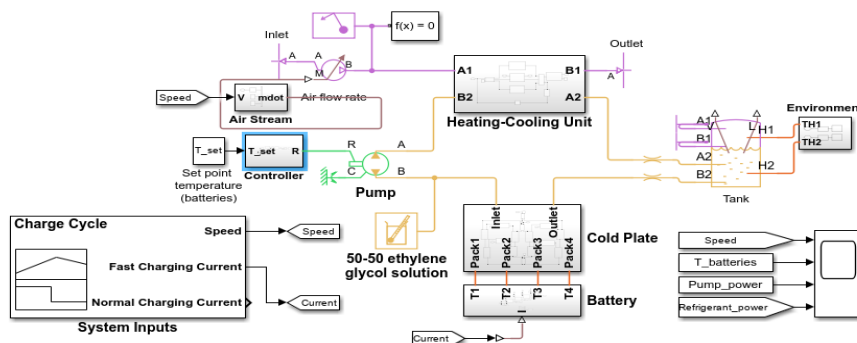 f(x) = 0
Inlet
A
A
B
M
Outlet
A
A1
B1
B2
A2
Heating-Cooling Unit
Speed
V
mdot
Air flow rate
Air Stream
Environmen
TH1
TH2
A1
V
L
H1
B1
A2
H2
B2
Tank
T_set
T_set
R
Controller
Set point
temperature
(batteries)
R
A
C
B
Pump
50-50 ethylene
glycol solution
Inlet
Outlet
Pack1
Pack2
Pack3
Pack4
Cold Plate
T1
T2
T3
T4
Battery
I
Current
Charge Cycle
Speed
Fast Charging Current
Normal Charging Current
System Inputs
Speed
Current
Speed
T_batteries
Pump_power
Refrigerant_power